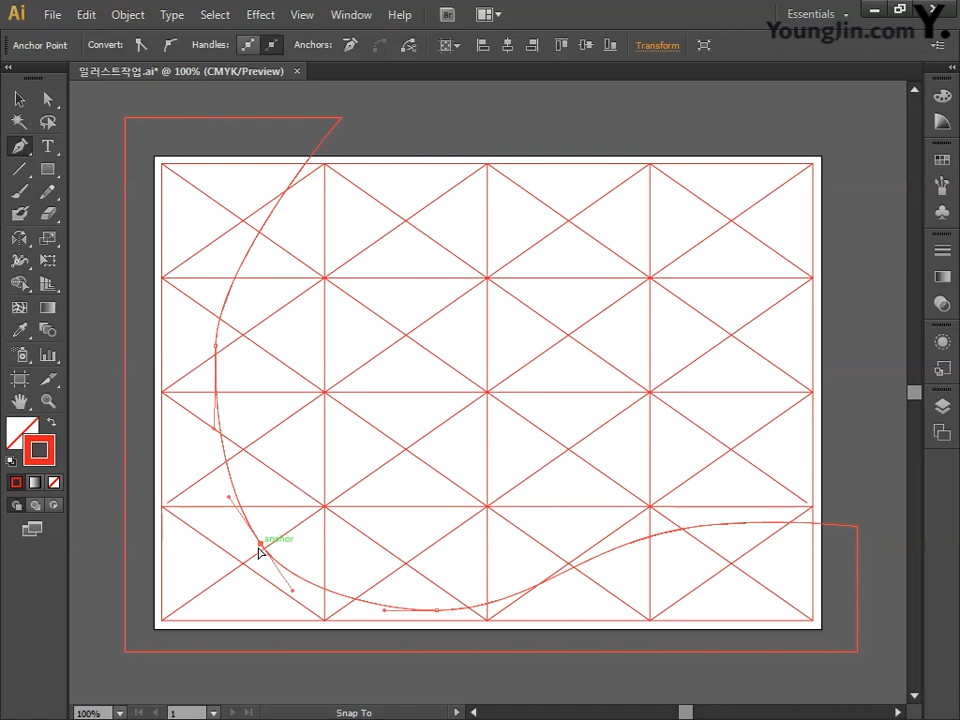 Ai File Edit Object Type Select Effect View Window Help Br Essentials
YoungJin.com Y.
Anchor Point Convert: Handles: Anchors: Transform
일러스트작업.ai* @ 100% (CMYK/Preview) ×
T
anchor
100% 1 Snap To